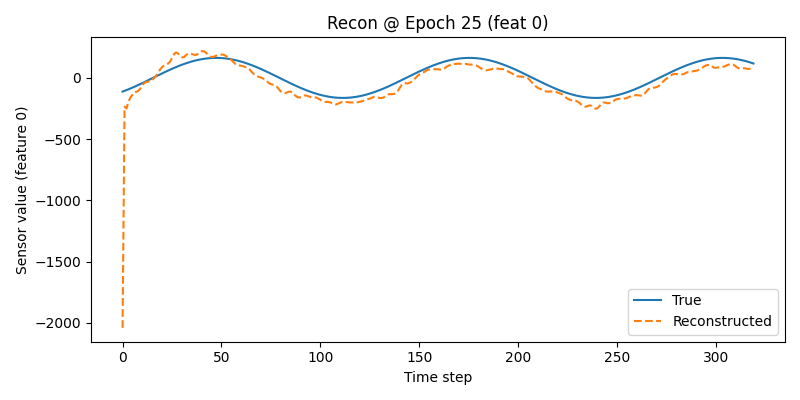 Recon @ Epoch 25 (feat 0)
Sensor value (feature 0)
0
−500
−1000
−1500
−2000
True
Reconstructed
0 50 100 150 200 250 300
Time step